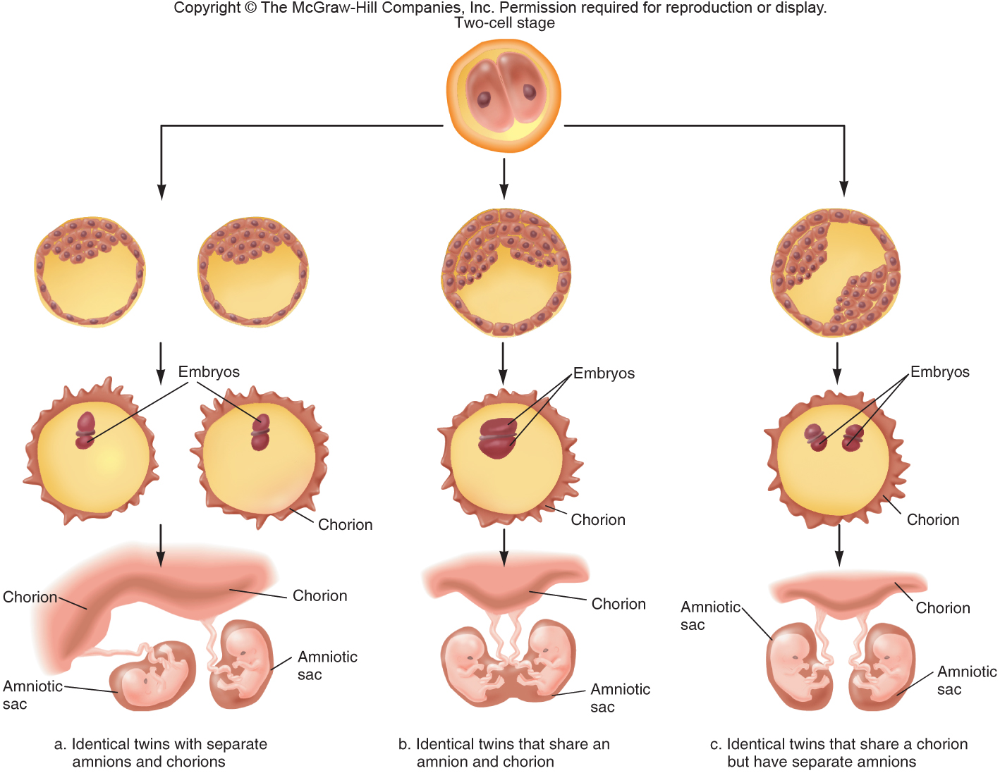 Copyright © The McGraw-Hill Companies, Inc. Permission required for reproduction or display.
Two-cell stage
Embryos
Embryos
Embryos
Chorion
Chorion
Chorion
Chorion
Chorion
Chorion
Chorion
Amniotic
sac
Amniotic
sac
Amniotic
sac
Amniotic
sac
Amniotic
sac
a. Identical twins with separate
amnions and chorions
b. Identical twins that share an
amnion and chorion
c. Identical twins that share a chorion
but have separate amnions